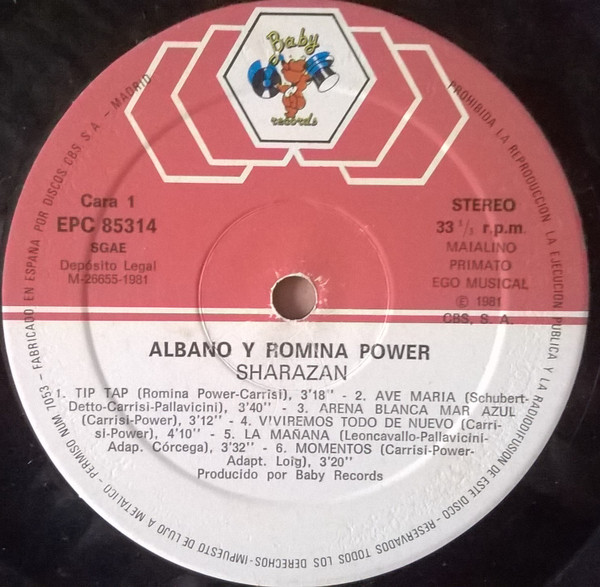 Baby
records
Cara 1
EPC 85314
SGAE
Depósito Legal
M-26655-1981
STEREO
33 1/3 r.p.m.
MAIALINO
PRIMATO
EGO MUSICAL
℗ 1981
CBS, S. A.
ALBANO Y ROMINA POWER
SHARAZAN
1. TIP TAP (Romina Power-Carrisi), 3'18'' - 2. AVE MARIA (Schubert-
Detto-Carrisi-Pallavicini), 3'40'' - 3. ARENA BLANCA MAR AZUL
(Carrisi-Power), 3'12'' - 4. VIVIREMOS TODO DE NUEVO (Carri-
si-Power), 4'10'' - 5. LA MAÑANA (Leoncavallo-Pallavicini-
Adap. Córcega), 3'32'' - 6. MOMENTOS (Carrisi-Power-
Adapt. Loig), 3'20''
Producido por Baby Records
PROHIBIDA LA REPRODUCCION, LA EJECUCION PUBLICA Y LA RADIODIFUSION DE ESTE DISCO - RESERVADOS TODOS LOS DERECHOS-IMPUESTO DE LUJO A METALICO - PERMISO NUM. 7053 - FABRICADO EN ESPAÑA POR DISCOS CBS, S. A. - MADRID